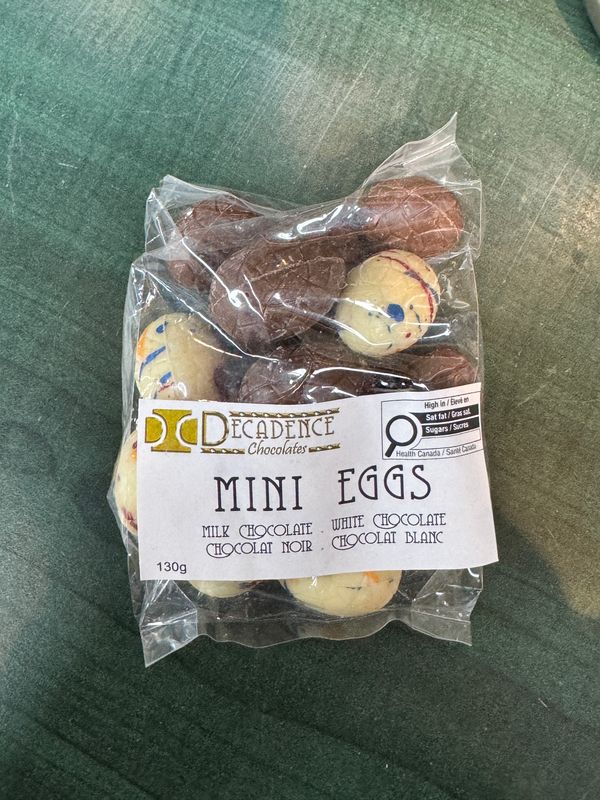 DECADENCE
Chocolates
High in / Élevé en
Sat fat / Gras sat.
Sugars / Sucres
Health Canada / Santé Canada
MINI EGGS
MILK CHOCOLATE . WHITE CHOCOLATE
CHOCOLAT NOIR . CHOCOLAT BLANC
130g